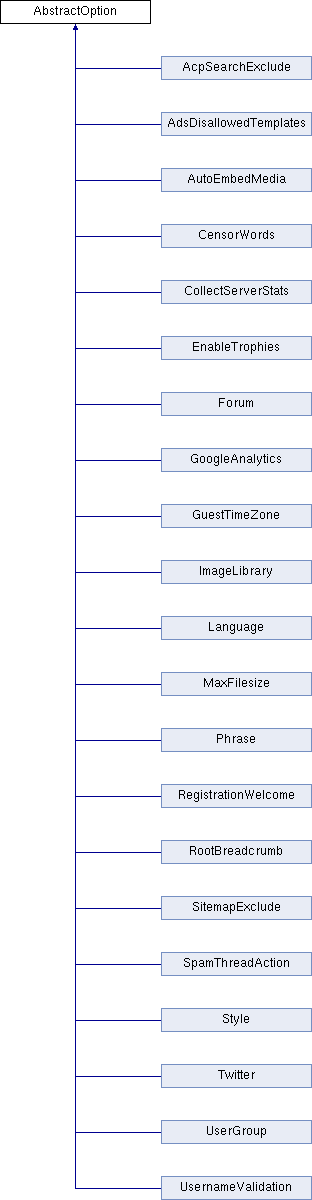 AbstractOption
AcpSearchExclude
AdsDisallowedTemplates
AutoEmbedMedia
CensorWords
CollectServerStats
EnableTrophies
Forum
GoogleAnalytics
GuestTimeZone
ImageLibrary
Language
MaxFilesize
Phrase
RegistrationWelcome
RootBreadcrumb
SitemapExclude
SpamThreadAction
Style
Twitter
UserGroup
UsernameValidation